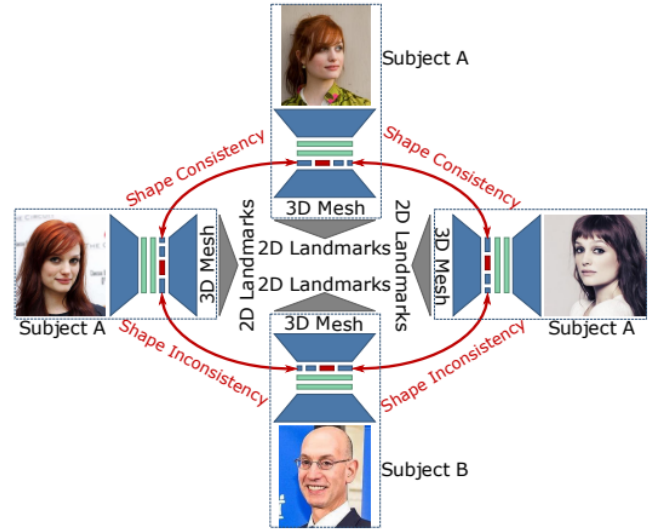 Subject A
Shape Consistency
Shape Consistency
3D Mesh
2D Landmarks
3D Mesh
2D Landmarks
Subject A
2D Landmarks
3D Mesh
Subject A
2D Landmarks
3D Mesh
Shape Inconsistency
Shape Inconsistency
Subject B